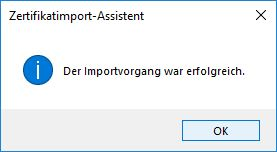 Zertifikatimport-Assistent
Der Importvorgang war erfolgreich.
OK